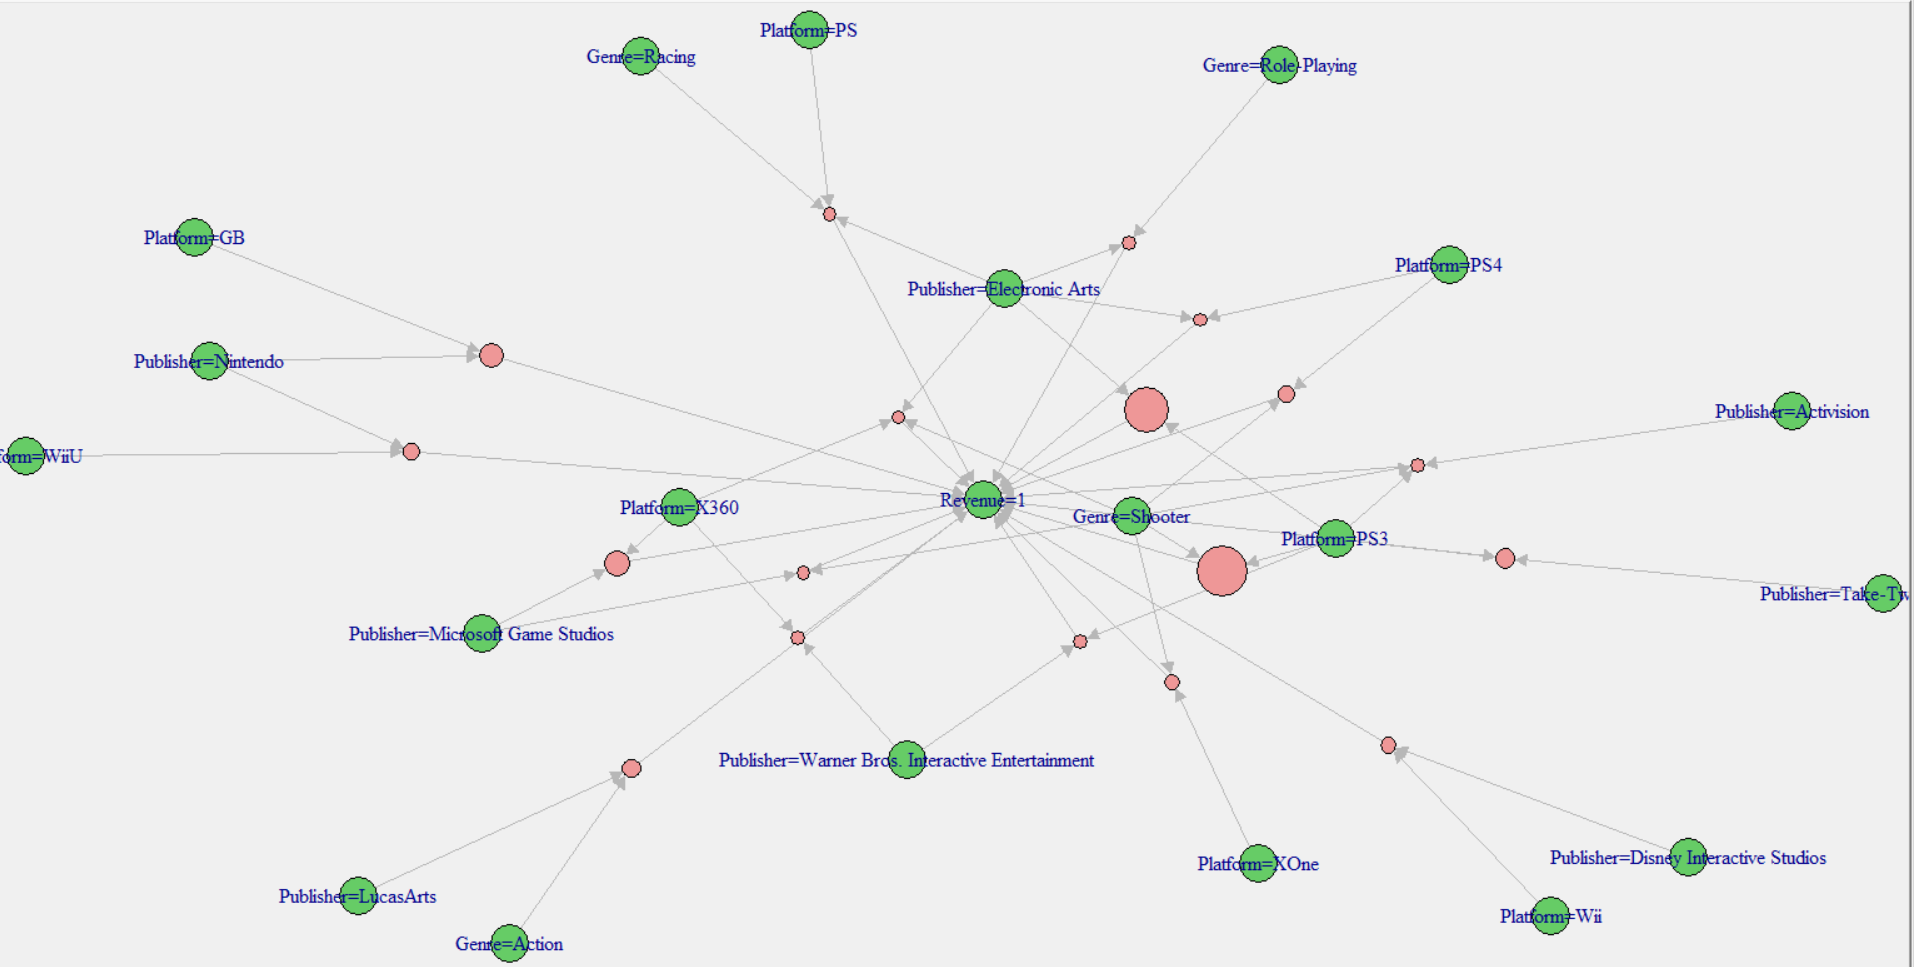 Platform=PS
Genre=Racing
Genre=Role-Playing
Platform=GB
Platform=PS4
Publisher=Electronic Arts
Publisher=Nintendo
Publisher=Activision
form=WiiU
Revenue=1
Platform=X360
Genre=Shooter
Platform=PS3
Publisher=Take-Tw
Publisher=Microsoft Game Studios
Publisher=Warner Bros. Interactive Entertainment
Publisher=Disney Interactive Studios
Platform=XOne
Publisher=LucasArts
Platform=Wii
Genre=Action